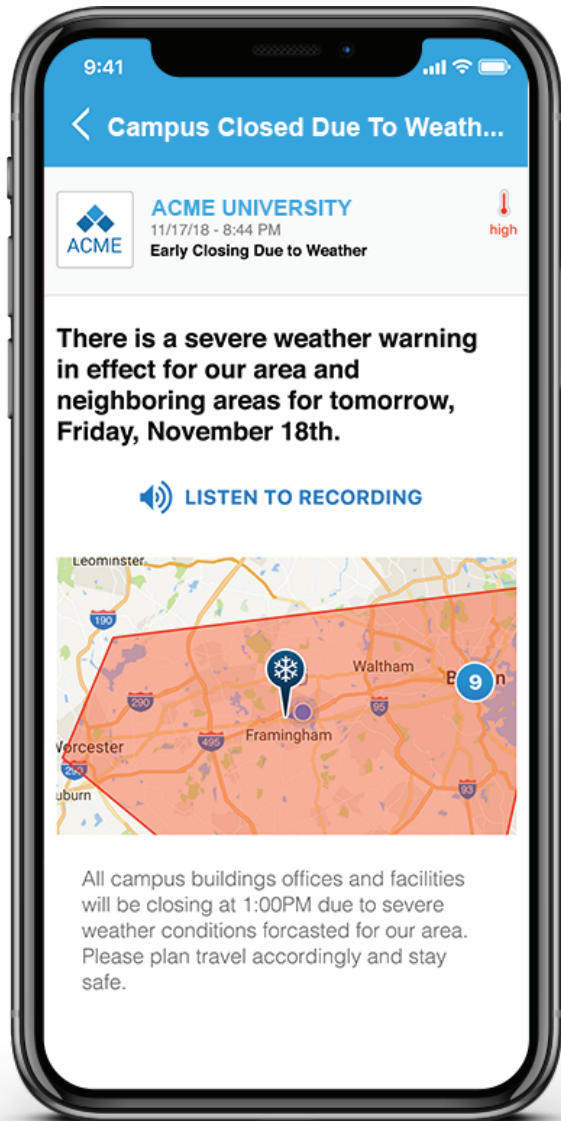 9:41
Campus Closed Due To Weath...
ACME
ACME UNIVERSITY
11/17/18 - 8:44 PM
Early Closing Due to Weather
high
There is a severe weather warning
in effect for our area and
neighboring areas for tomorrow,
Friday, November 18th.
LISTEN TO RECORDING
Leominster
190
Waltham
9
290
95
Framingham
495
Worcester
290
uburn
93
All campus buildings offices and facilities
will be closing at 1:00PM due to severe
weather conditions forcasted for our area.
Please plan travel accordingly and stay
safe.